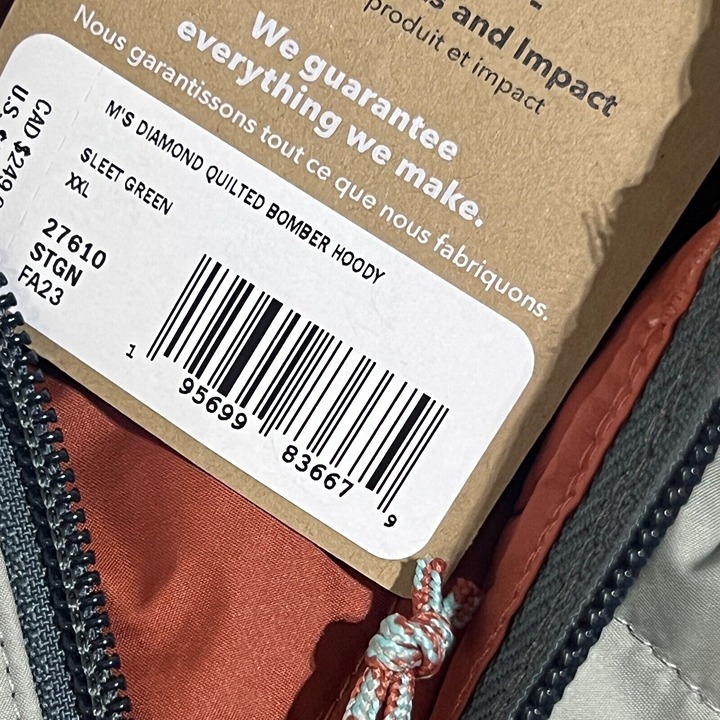 and Impact
produit et impact
We guarantee
everything we make.
Nous garantissons tout ce que nous fabriquons.
CAD $249.0
U.S.
M'S DIAMOND QUILTED BOMBER HOODY
SLEET GREEN
XXL
27610
STGN
FA23
1 95699 83667 9